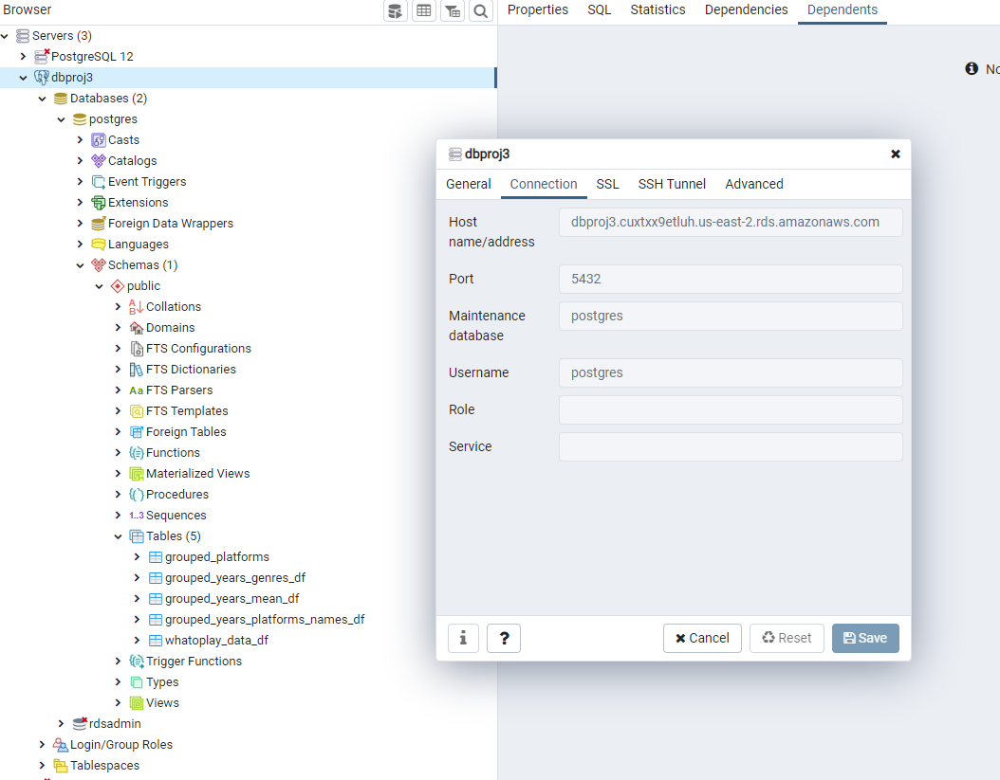 Browser
Properties
SQL
Statistics
Dependencies
Dependents
Servers (3)
PostgreSQL 12
dbproj3
Databases (2)
postgres
Casts
Catalogs
Event Triggers
Extensions
Foreign Data Wrappers
Languages
Schemas (1)
public
Collations
Domains
FTS Configurations
FTS Dictionaries
Aa FTS Parsers
FTS Templates
Foreign Tables
Functions
Materialized Views
Procedures
1..3 Sequences
Tables (5)
grouped_platforms
grouped_years_genres_df
grouped_years_mean_df
grouped_years_platforms_names_df
whatoplay_data_df
Trigger Functions
Types
Views
rdsadmin
Login/Group Roles
Tablespaces
No
dbproj3
General
Connection
SSL
SSH Tunnel
Advanced
Host name/address
dbproj3.cuxtxx9etluh.us-east-2.rds.amazonaws.com
Port
5432
Maintenance database
postgres
Username
postgres
Role
Service
i
?
Cancel
Reset
Save